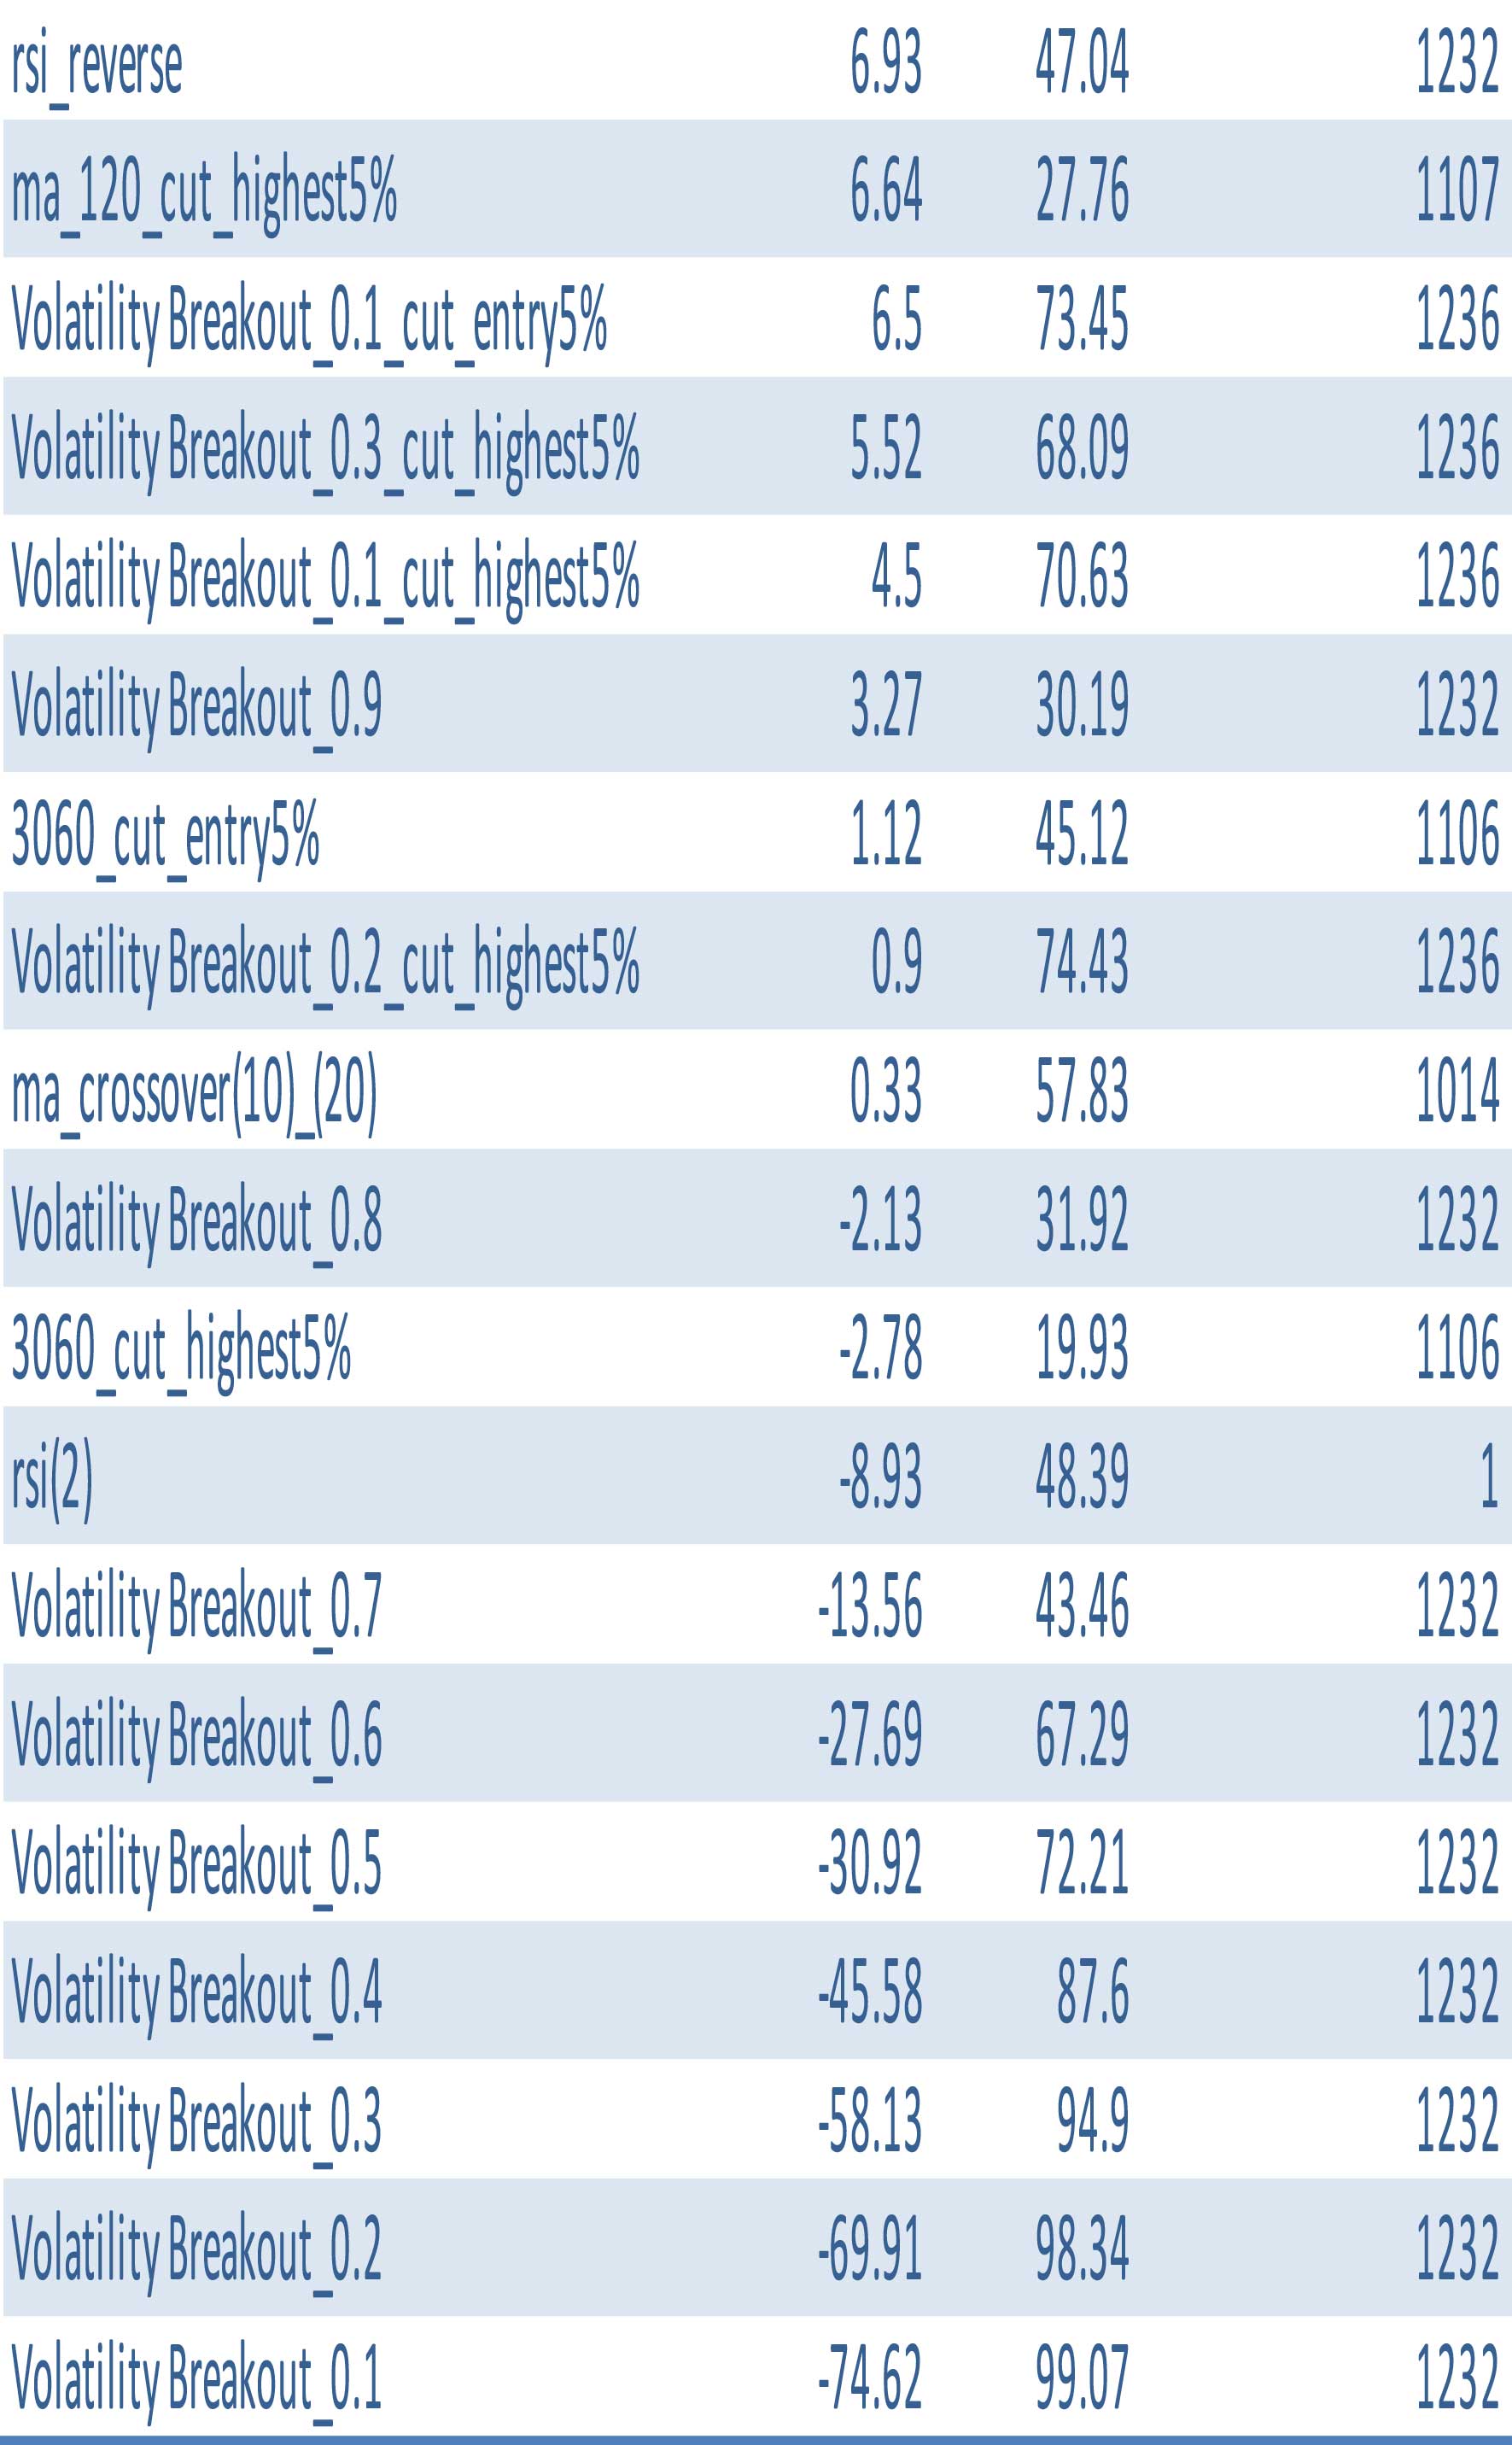 rsi_reverse 6.93 47.04 1232
ma_120_cut_highest5% 6.64 27.76 1107
Volatility Breakout_0.1_cut_entry5% 6.5 73.45 1236
Volatility Breakout_0.3_cut_highest5% 5.52 68.09 1236
Volatility Breakout_0.1_cut_highest5% 4.5 70.63 1236
Volatility Breakout_0.9 3.27 30.19 1232
3060_cut_entry5% 1.12 45.12 1106
Volatility Breakout_0.2_cut_highest5% 0.9 74.43 1236
ma_crossover(10)_(20) 0.33 57.83 1014
Volatility Breakout_0.8 -2.13 31.92 1232
3060_cut_highest5% -2.78 19.93 1106
rsi(2) -8.93 48.39 1
Volatility Breakout_0.7 -13.56 43.46 1232
Volatility Breakout_0.6 -27.69 67.29 1232
Volatility Breakout_0.5 -30.92 72.21 1232
Volatility Breakout_0.4 -45.58 87.6 1232
Volatility Breakout_0.3 -58.13 94.9 1232
Volatility Breakout_0.2 -69.91 98.34 1232
Volatility Breakout_0.1 -74.62 99.07 1232